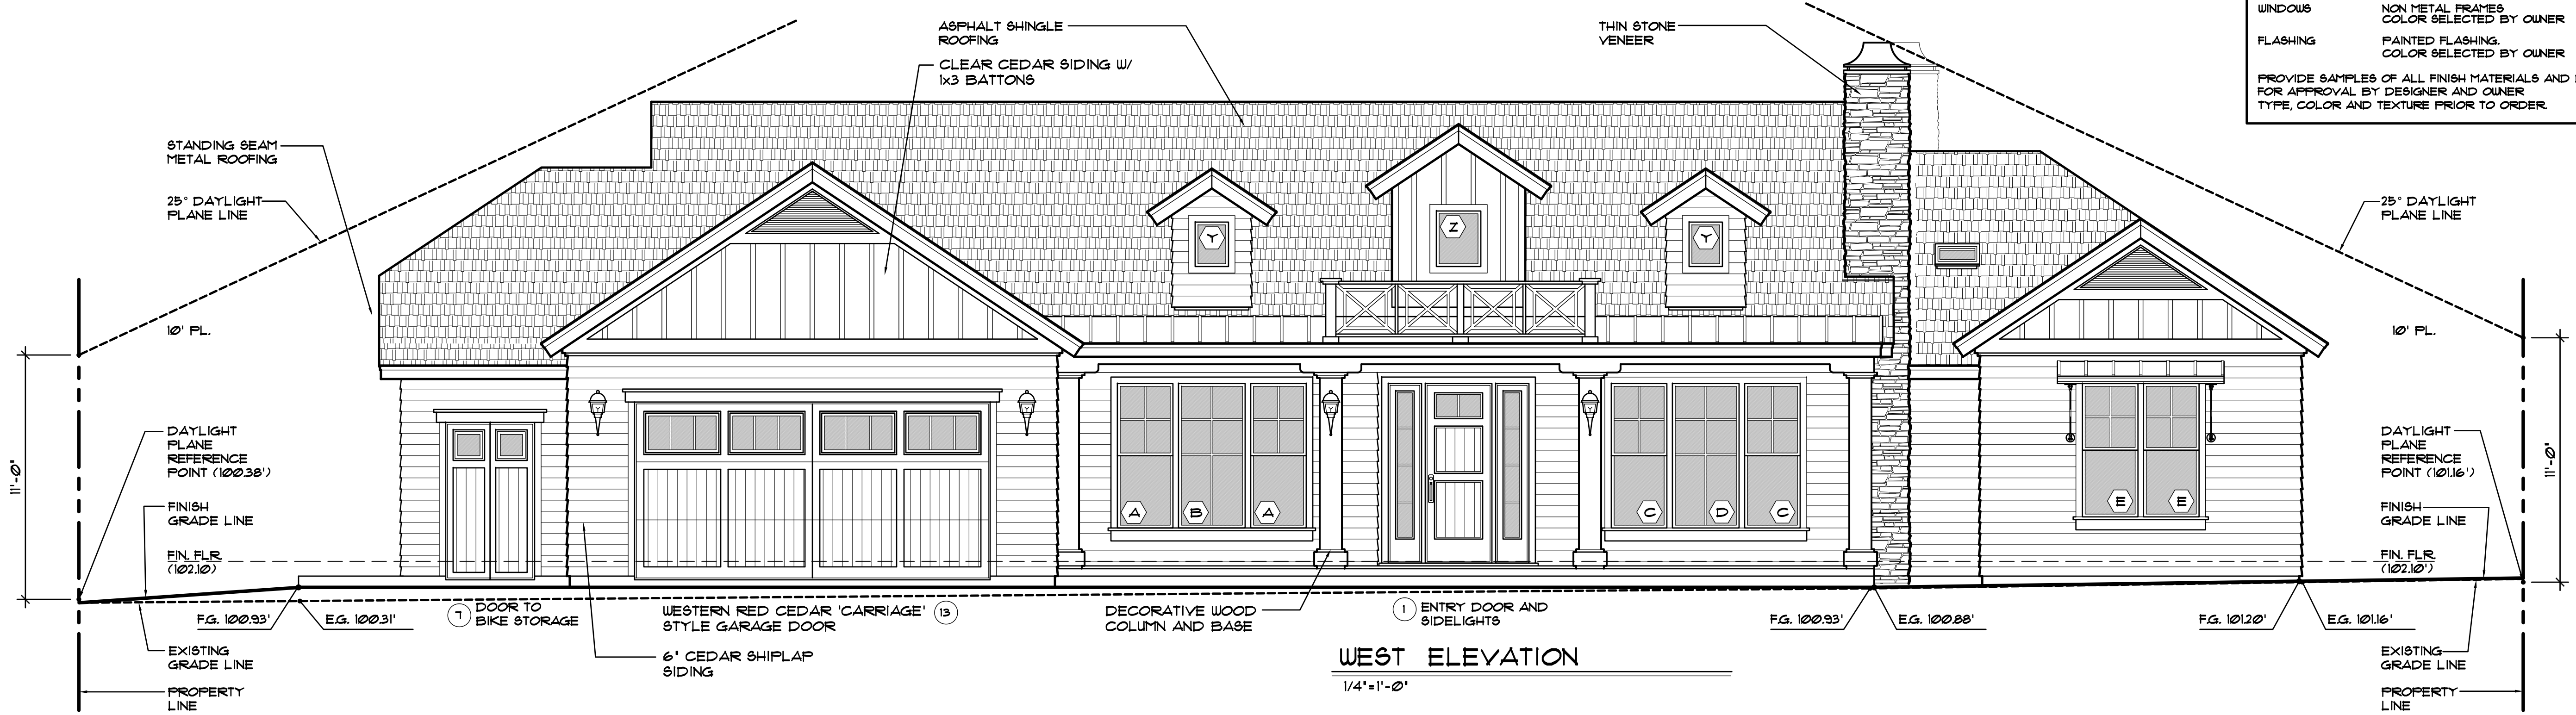 WINDOWS NON METAL FRAMES
COLOR SELECTED BY OWNER
FLASHING PAINTED FLASHING.
COLOR SELECTED BY OWNER
PROVIDE SAMPLES OF ALL FINISH MATERIALS AND
FOR APPROVAL BY DESIGNER AND OWNER
TYPE, COLOR AND TEXTURE PRIOR TO ORDER.
ASPHALT SHINGLE
ROOFING
CLEAR CEDAR SIDING W/
1x3 BATTONS
THIN STONE
VENEER
STANDING SEAM
METAL ROOFING
25° DAYLIGHT
PLANE LINE
25° DAYLIGHT
PLANE LINE
10' PL.
10' PL.
Y
Z
Y
11'-0"
DAYLIGHT
PLANE
REFERENCE
POINT (100.38')
FINISH
GRADE LINE
FIN. FLR.
(102.10')
A
B
A
C
D
C
E
E
DAYLIGHT
PLANE
REFERENCE
POINT (101.16')
FINISH
GRADE LINE
FIN. FLR.
(102.10')
11'-0"
F.G. 100.93'
E.G. 100.31'
7 DOOR TO
BIKE STORAGE
WESTERN RED CEDAR 'CARRIAGE' 13
STYLE GARAGE DOOR
DECORATIVE WOOD
COLUMN AND BASE
1 ENTRY DOOR AND
SIDELIGHTS
F.G. 100.93'
E.G. 100.88'
F.G. 101.20'
E.G. 101.16'
EXISTING
GRADE LINE
6" CEDAR SHIPLAP
SIDING
WEST ELEVATION
1/4"=1'-0"
EXISTING
GRADE LINE
PROPERTY
LINE
PROPERTY
LINE